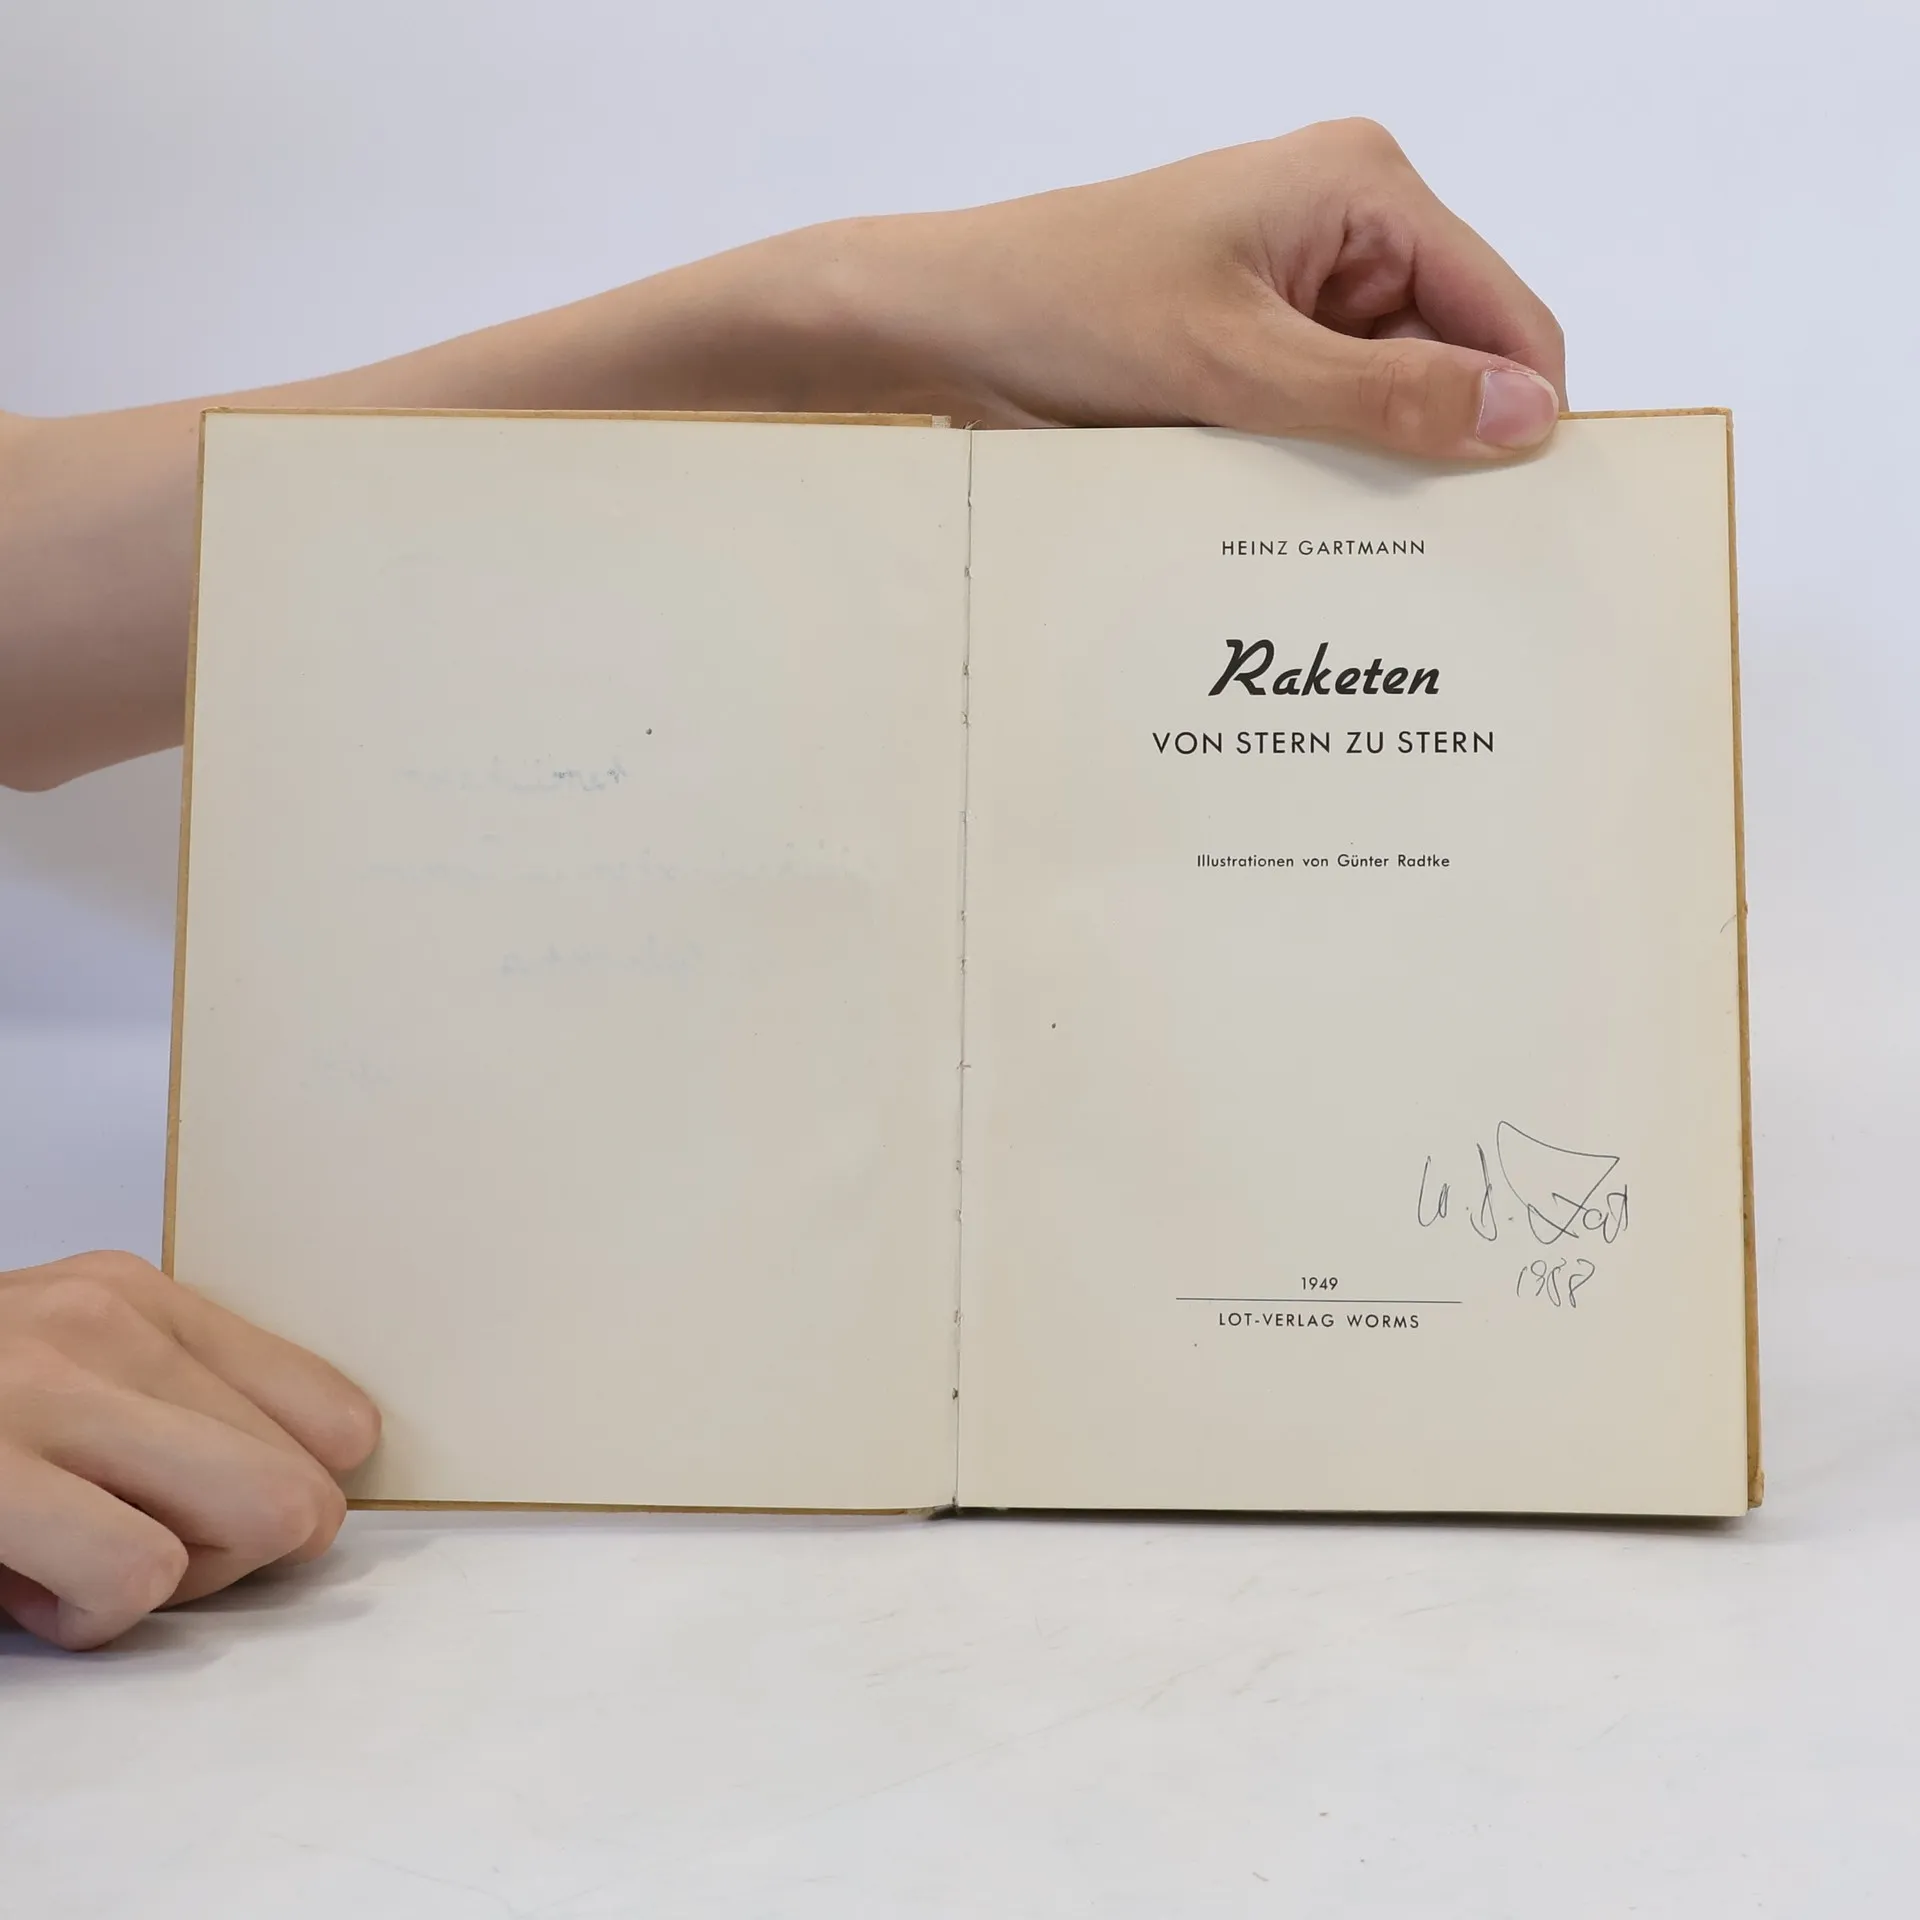 HEINZ GARTMANN
Raketen
VON STERN ZU STERN
Illustrationen von Günter Radtke
1988
1949
LOT-VERLAG WORMS